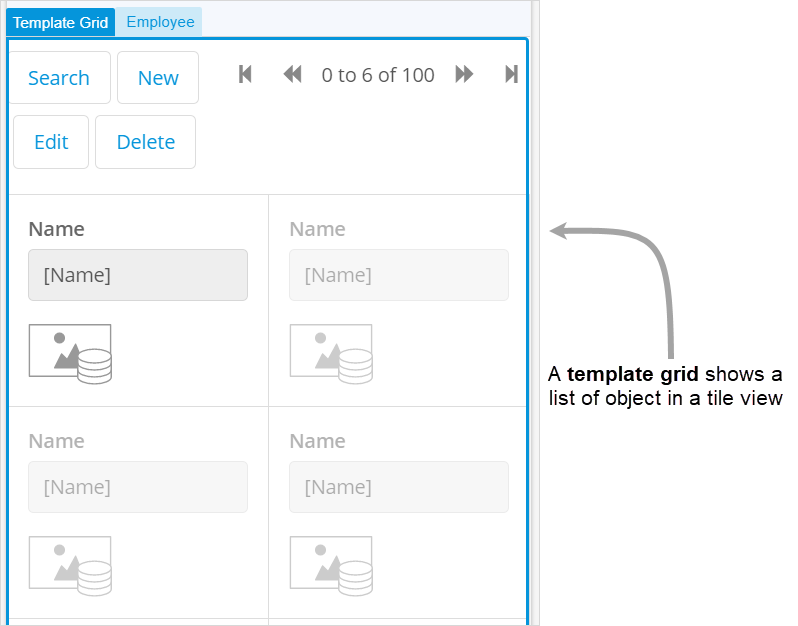 Template Grid Employee
Search New 0 to 6 of 100
Edit Delete
Name Name
[Name] [Name]
A template grid shows a
list of object in a tile view
Name Name
[Name] [Name]